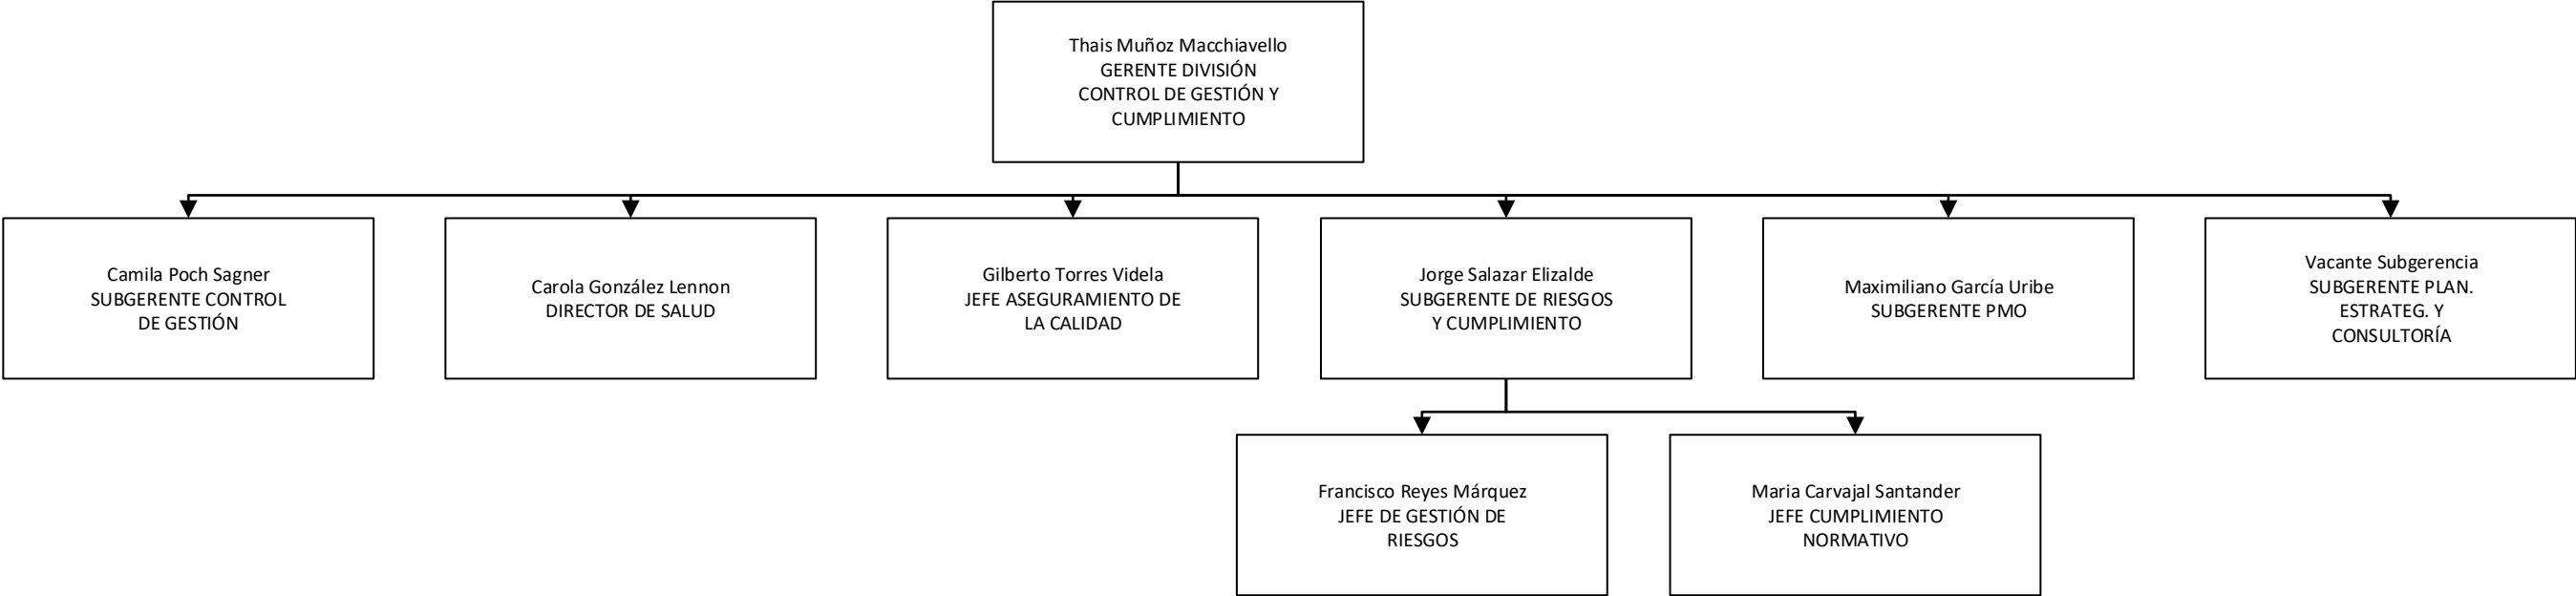 Thais Muñoz Macchiavello
GERENTE DIVISIÓN
CONTROL DE GESTIÓN Y
CUMPLIMIENTO
Camila Poch Sagner
SUBGERENTE CONTROL
DE GESTIÓN
Carola González Lennon
DIRECTOR DE SALUD
Gilberto Torres Videla
JEFE ASEGURAMIENTO DE
LA CALIDAD
Jorge Salazar Elizalde
SUBGERENTE DE RIESGOS
Y CUMPLIMIENTO
Maximiliano García Uribe
SUBGERENTE PMO
Vacante Subgerencia
SUBGERENTE PLAN.
ESTRATEG. Y
CONSULTORÍA
Francisco Reyes Márquez
JEFE DE GESTIÓN DE
RIESGOS
Maria Carvajal Santander
JEFE CUMPLIMIENTO
NORMATIVO